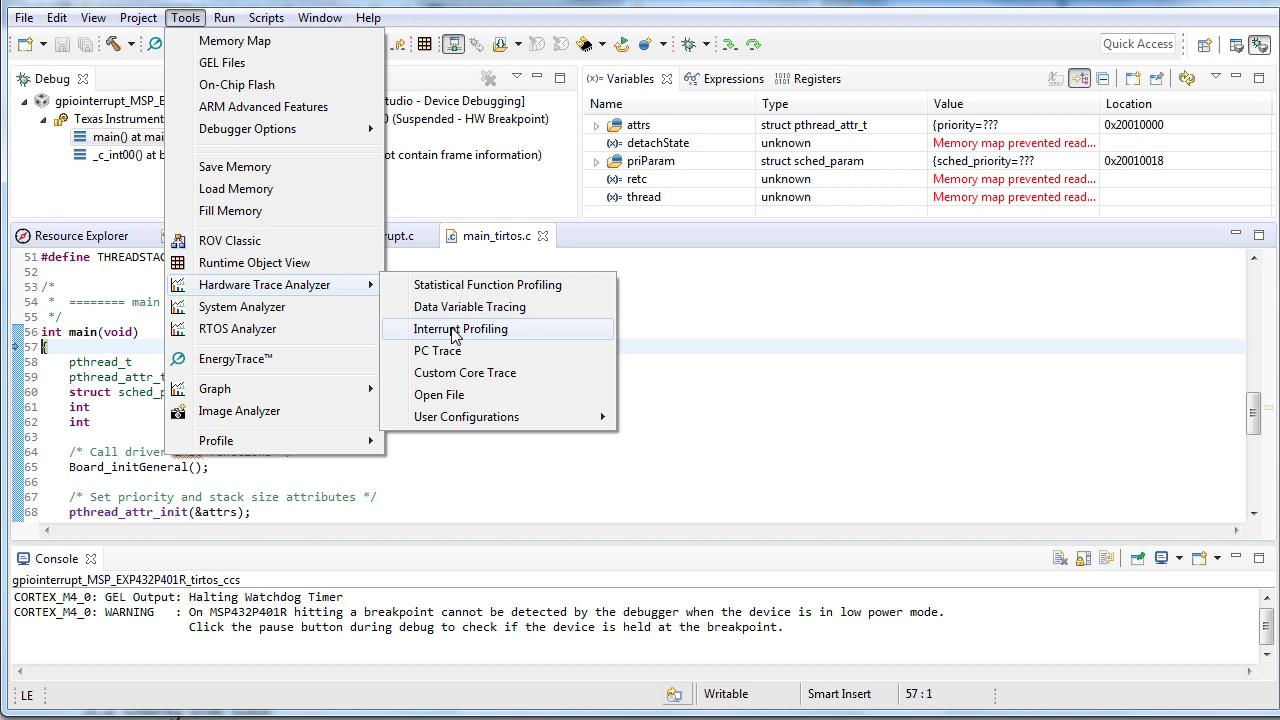 File Edit View Project Tools Run Scripts Window Help
Quick Access
Debug
gpiointerrupt_MSP_E
tudio - Device Debugging]
Texas Instrument
0 (Suspended - HW Breakpoint)
main() at mai
_c_int00() at b
not contain frame information)
Memory Map
GEL Files
On-Chip Flash
ARM Advanced Features
Debugger Options
Save Memory
Load Memory
Fill Memory
ROV Classic
Runtime Object View
Hardware Trace Analyzer
System Analyzer
RTOS Analyzer
EnergyTrace™
Graph
Image Analyzer
Profile
Statistical Function Profiling
Data Variable Tracing
Interrupt Profiling
PC Trace
Custom Core Trace
Open File
User Configurations
(x)= Variables Expressions 1010 0101 Registers
Name Type Value Location
attrs struct pthread_attr_t {priority=??? 0x20010000
(x)= detachState unknown Memory map prevented read...
priParam struct sched_param {sched_priority=??? 0x20010018
(x)= retc unknown Memory map prevented read...
(x)= thread unknown Memory map prevented read...
Resource Explorer
rupt.c
main_tirtos.c
51 #define THREADSTAC
52
53 /*
54 * ======== main
55 */
56 int main(void)
57 {
58 pthread_t
59 pthread_attr_t
60 struct sched_p
61 int
62 int
63
64 /* Call driver
65 Board_initGeneral();
66
67 /* Set priority and stack size attributes */
68 pthread_attr_init(&attrs);
Console
gpiointerrupt_MSP_EXP432P401R_tirtos_ccs
CORTEX_M4_0: GEL Output: Halting Watchdog Timer
CORTEX_M4_0: WARNING : On MSP432P401R hitting a breakpoint cannot be detected by the debugger when the device is in low power mode.
Click the pause button during debug to check if the device is held at the breakpoint.
LE Writable Smart Insert 57 : 1